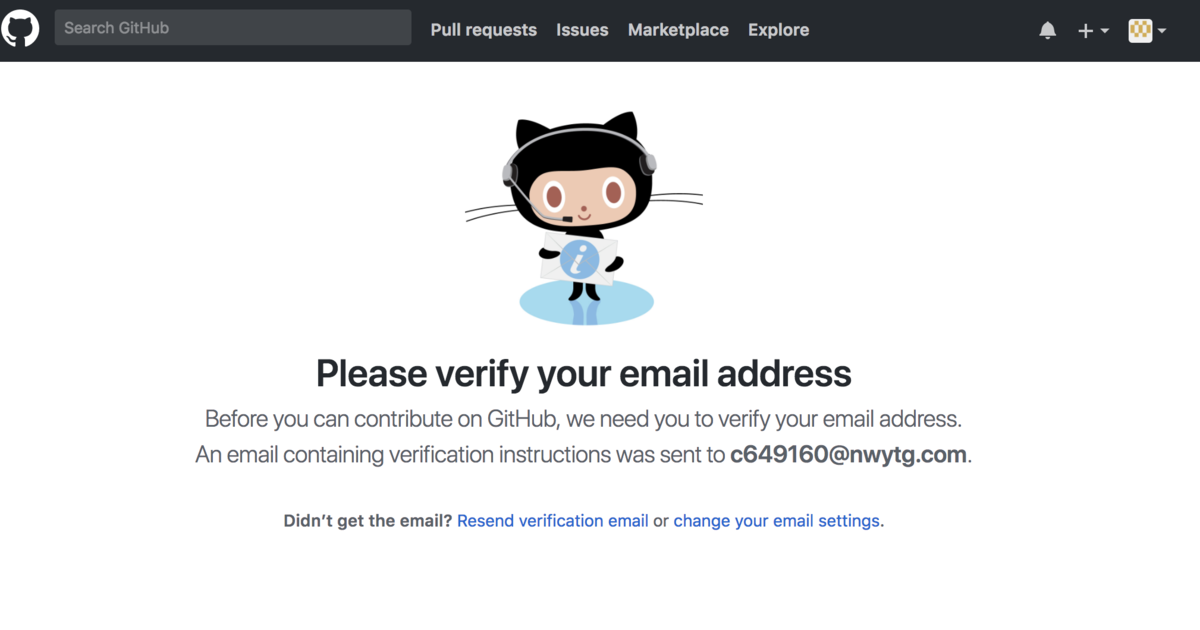 Search GitHub Pull requests Issues Marketplace Explore
i
Please verify your email address
Before you can contribute on GitHub, we need you to verify your email address.
An email containing verification instructions was sent to c649160@nwytg.com.
Didn’t get the email? Resend verification email or change your email settings.